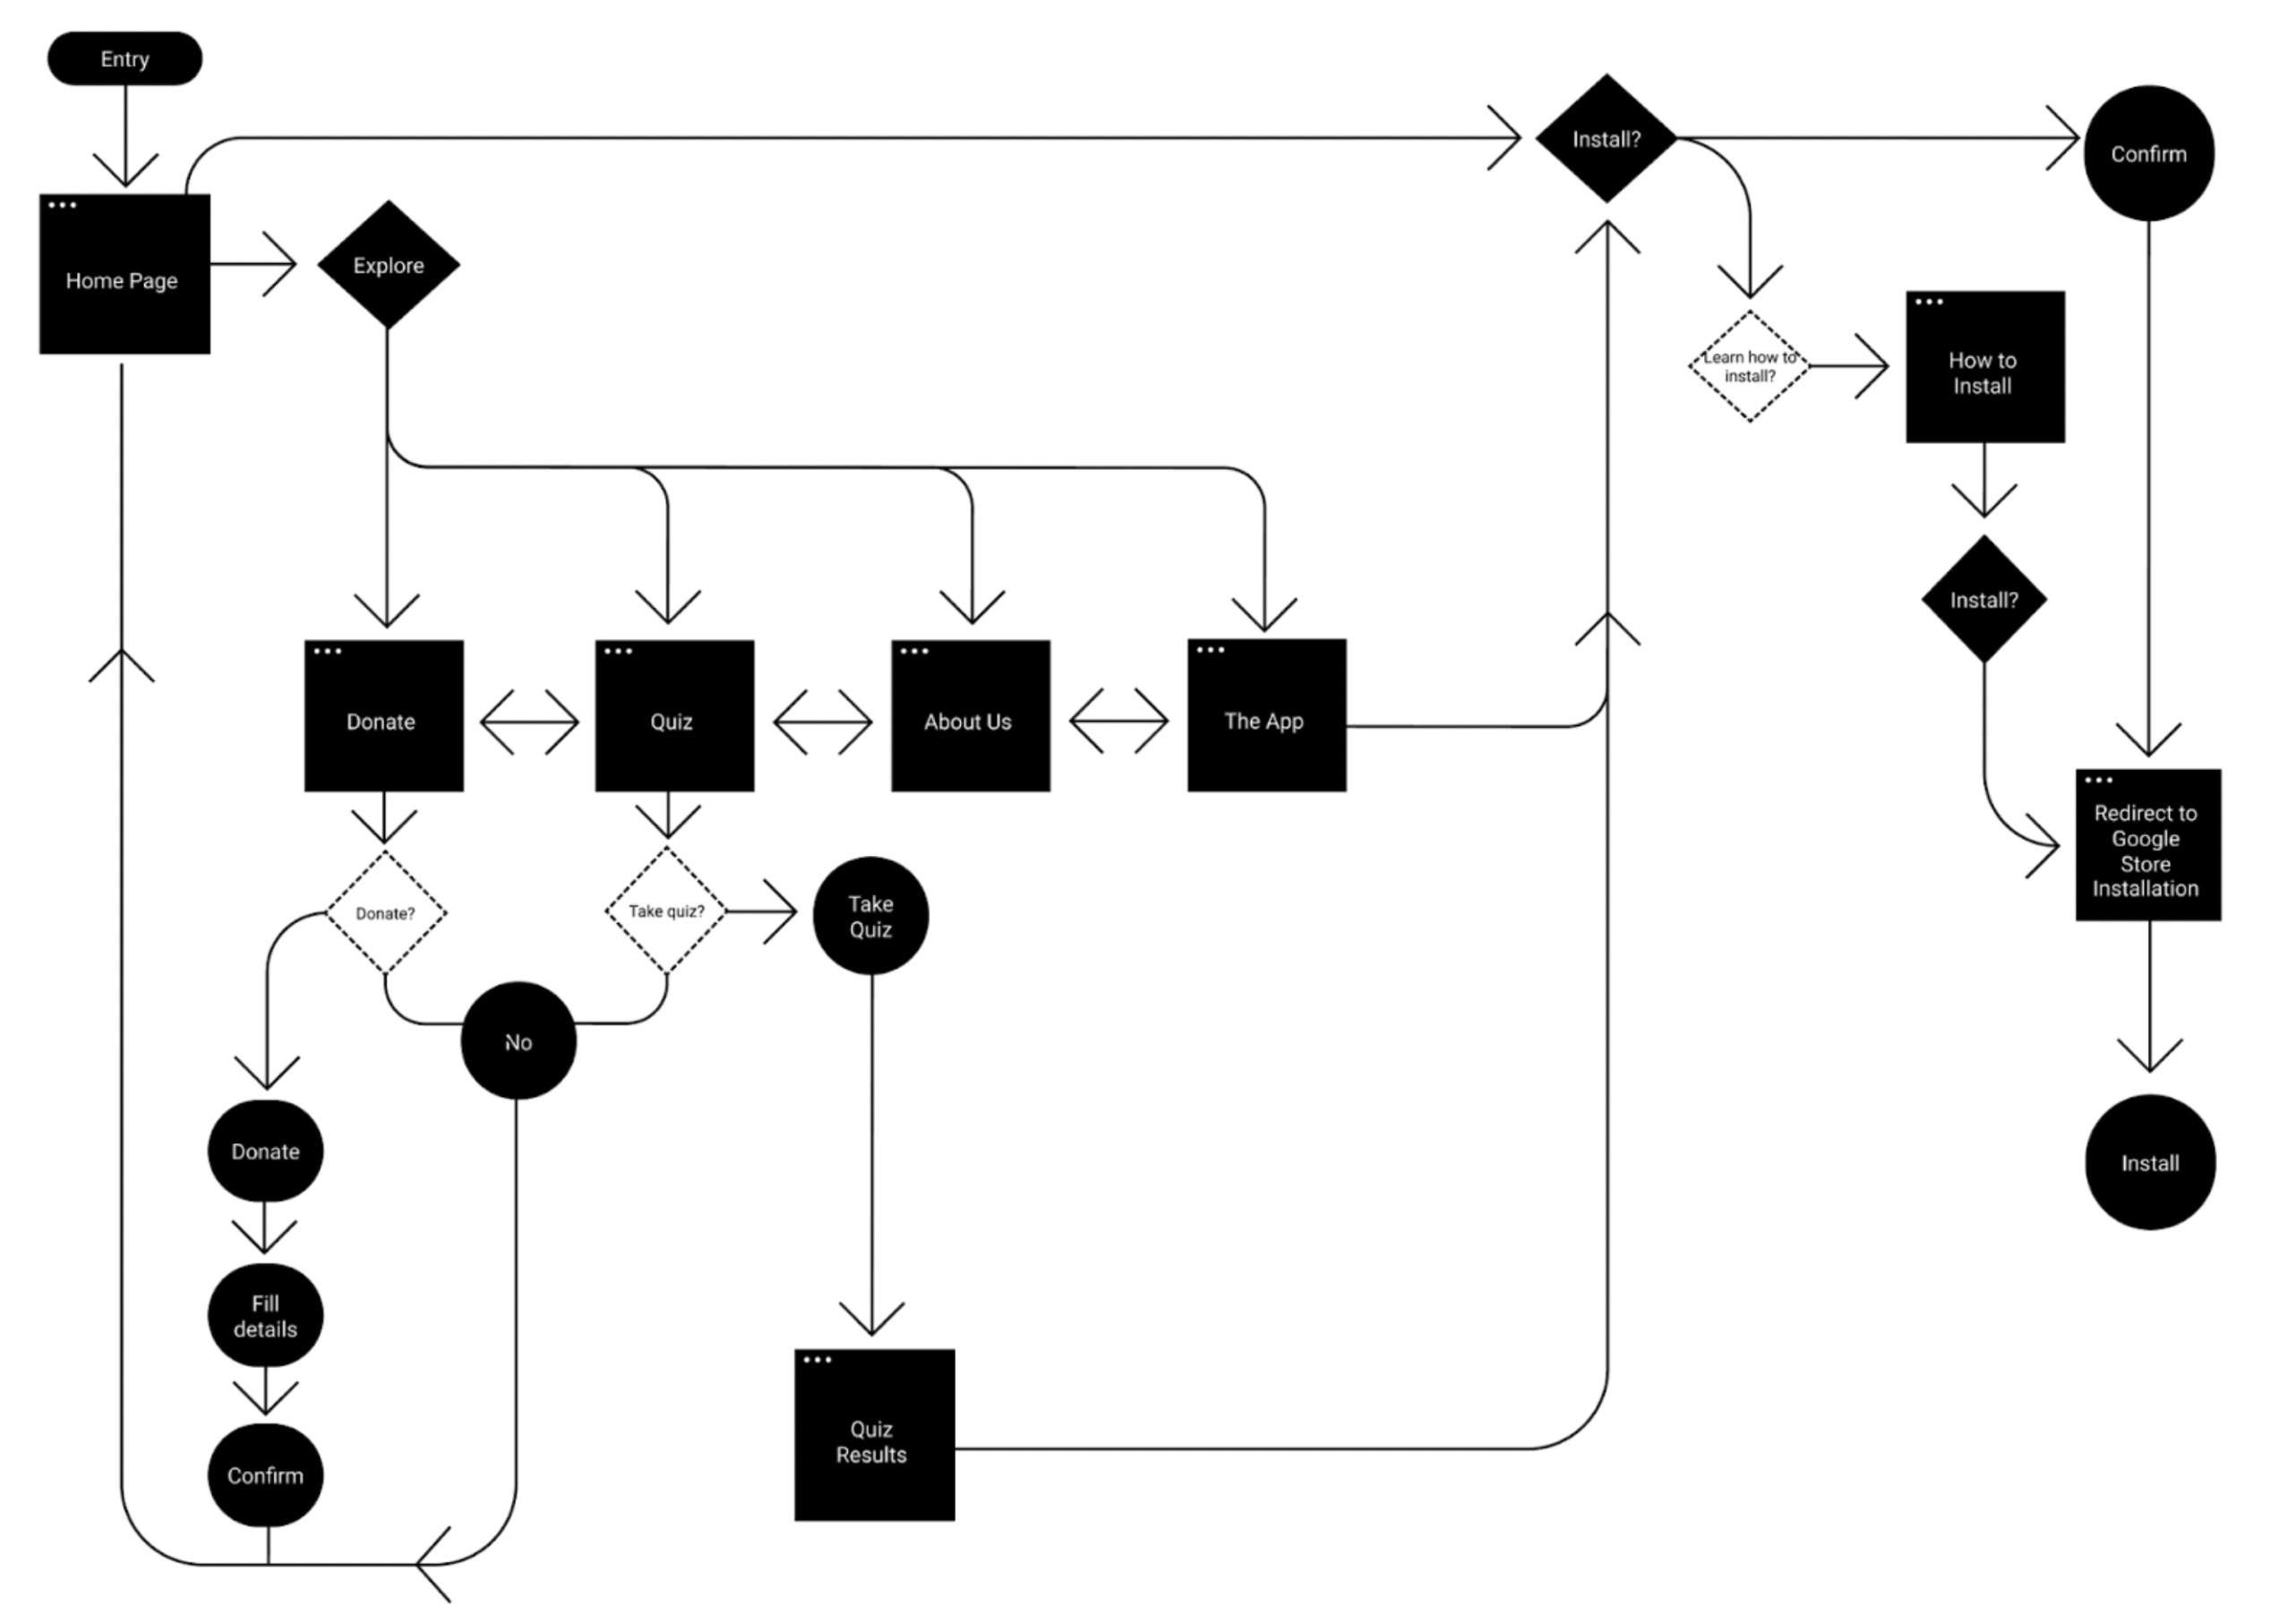 Entry
Install?
Confirm
Explore
Home Page
Learn how to
install?
How to
Install
Install?
Donate
Quiz
About Us
The App
Redirect to
Google
Store
Installation
Donate?
Take quiz?
Take
Quiz
No
Donate
Install
Fill
details
Quiz
Results
Confirm